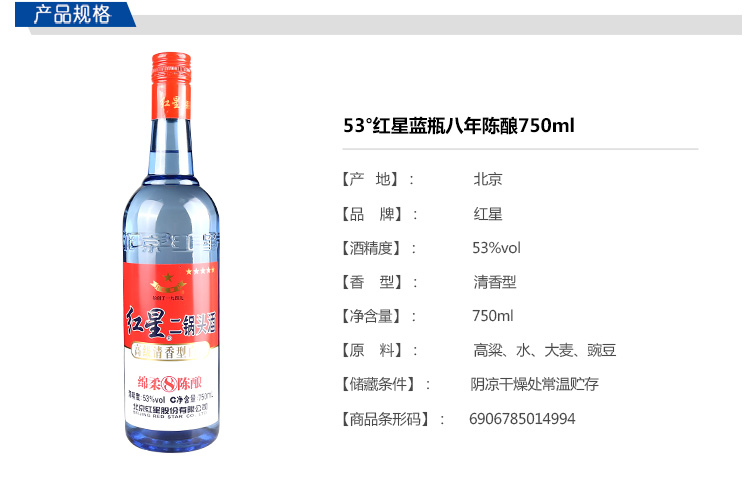 产品规格
53°红星蓝瓶八年陈酿750ml
【产 地】： 北京
【品 牌】： 红星
【酒精度】： 53%vol
【香 型】： 清香型
【净含量】： 750ml
【原 料】： 高粱、水、大麦、豌豆
【储藏条件】： 阴凉干燥处常温贮存
【商品条形码】： 6906785014994
红星
红星二锅头酒
清香型
绵柔8陈酿
酒精度:53%vol 净含量:750mL
北京红星股份有限公司
BEIJING RED STAR CO., LTD